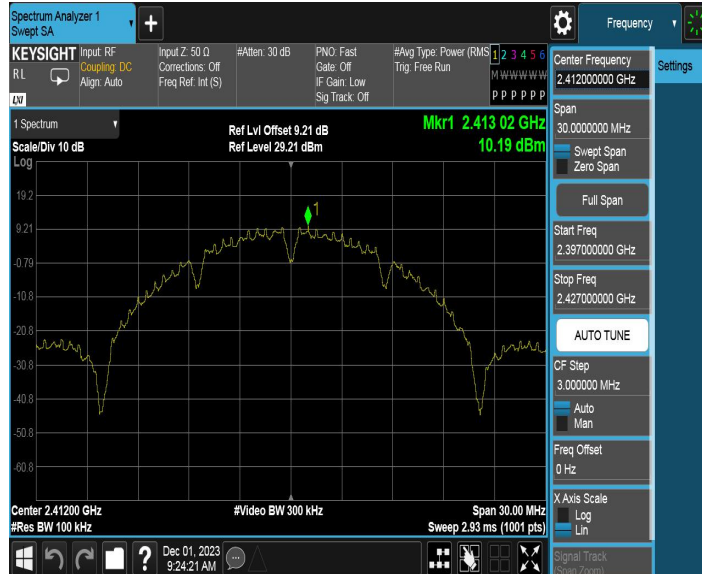 Spectrum Analyzer 1
Swept SA
Frequency
KEYSIGHT
R L
LXI
Input: RF
Coupling: DC
Align: Auto
Input Z: 50 Ω
Corrections: Off
Freq Ref: Int (S)
#Atten: 30 dB
PNO: Fast
Gate: Off
IF Gain: Low
Sig Track: Off
#Avg Type: Power (RMS
Trig: Free Run
1 2 3 4 5 6
M W W W W W
P P P P P P
1 Spectrum
Scale/Div 10 dB
Log
Ref Lvl Offset 9.21 dB
Ref Level 29.21 dBm
Mkr1 2.413 02 GHz
10.19 dBm
1
19.2
9.21
-0.79
-10.8
-20.8
-30.8
-40.8
-50.8
-60.8
Center 2.41200 GHz
#Res BW 100 kHz
#Video BW 300 kHz
Span 30.00 MHz
Sweep 2.93 ms (1001 pts)
Center Frequency
2.412000000 GHz
Span
30.0000000 MHz
Swept Span
Zero Span
Full Span
Start Freq
2.397000000 GHz
Stop Freq
2.427000000 GHz
AUTO TUNE
CF Step
3.000000 MHz
Auto
Man
Freq Offset
0 Hz
X Axis Scale
Log
Lin
Signal Track
(Span Zoom)
Settings
?
Dec 01, 2023
9:24:21 AM